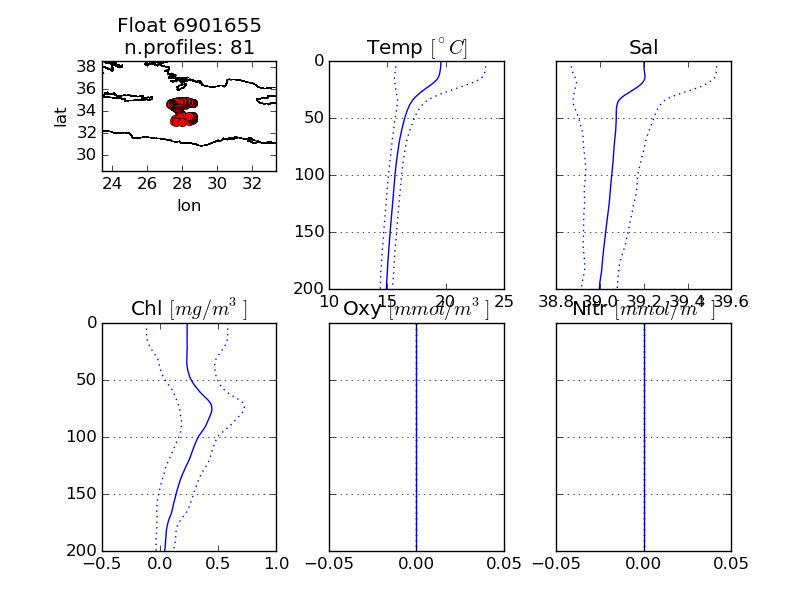 Float 6901655
n.profiles: 81
38
36
34
32
30
lat
24 26 28 30 32
lon
Temp [°C]
0
50
100
150
200
10 15 20 25
Sal
38.8 39.0 39.2 39.4 39.6
Chl [mg/m³]
0
50
100
150
200
−0.5 0.0 0.5 1.0
Oxy [mmol/m³]
−0.05 0.00 0.05
Nitr [mmol/m³]
−0.05 0.00 0.05